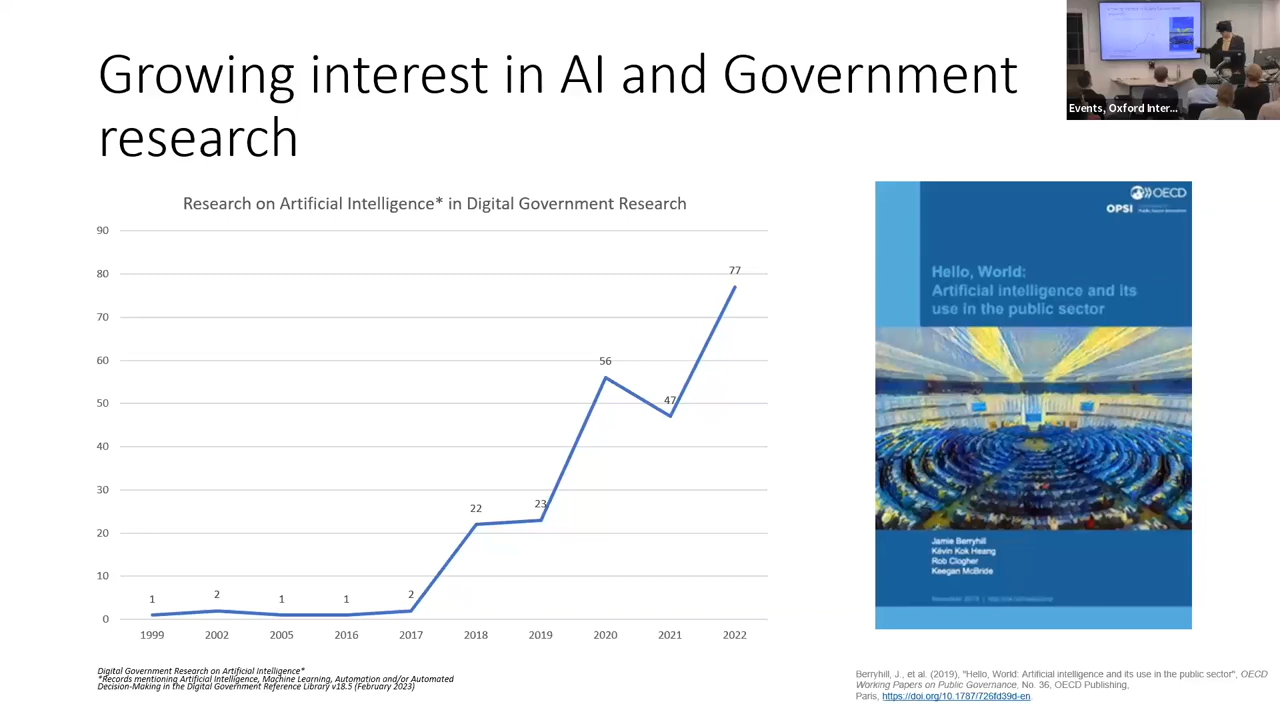 Growing interest in AI and Government
research
Events, Oxford Inter...
Research on Artificial Intelligence* in Digital Government Research
90
80
70
60
50
40
30
20
10
0
1
2
1
1
2
22
23
56
47
77
1999
2002
2005
2016
2017
2018
2019
2020
2021
2022
Digital Government Research on Artificial Intelligence*
*Records mentioning Artificial Intelligence, Machine Learning, Automation and/or Automated
Decision-Making in the Digital Government Reference Library v18.5 (February 2023)
OECD
OPSI
Hello, World:
Artificial intelligence and its
use in the public sector
Jamie Berryhill
Kévin Kok Heang
Rob Clogher
Keegan McBride
November 2019 |
Berryhill, J., et al. (2019), "Hello, World: Artificial intelligence and its use in the public sector", OECD
Working Papers on Public Governance, No. 36, OECD Publishing,
Paris, https://doi.org/10.1787/726fd39d-en.